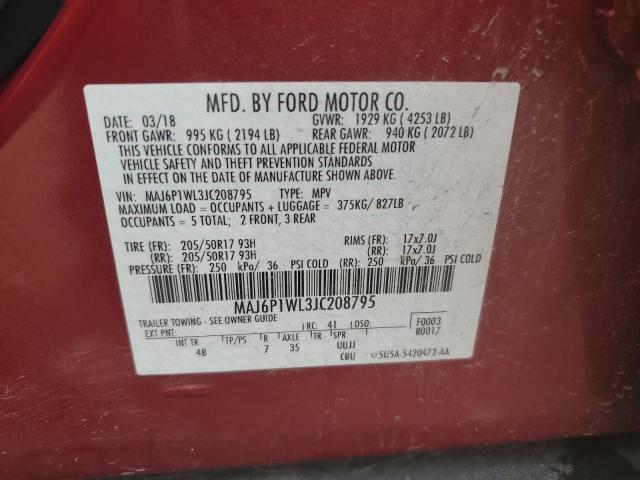 MFD. BY FORD MOTOR CO.
DATE: 03/18 GVWR: 1929 KG ( 4253 LB)
FRONT GAWR: 995 KG ( 2194 LB) REAR GAWR: 940 KG ( 2072 LB)
THIS VEHICLE CONFORMS TO ALL APPLICABLE FEDERAL MOTOR
VEHICLE SAFETY AND THEFT PREVENTION STANDARDS
IN EFFECT ON THE DATE OF MANUFACTURE SHOWN ABOVE.
VIN: MAJ6P1WL3JC208795 TYPE: MPV
MAXIMUM LOAD = OCCUPANTS + LUGGAGE = 375KG/ 827LB
OCCUPANTS = 5 TOTAL; 2 FRONT, 3 REAR
TIRE (FR): 205/50R17 93H RIMS (FR): 17x7.0J
(RR): 205/50R17 93H (RR): 17x7.0J
PRESSURE (FR): 250 kPa/ 36 PSI COLD (RR): 250 kPa/ 36 PSI COLD
MAJ6P1WL3JC208795
TRAILER TOWING - SEE OWNER GUIDE
EXT PNT: RC: 41 DSO: F0003
R0017
INT TR TP/PS R AXLE TR SPR UUJJ
4B 7 35 CBU 5U5A-5420472-AA